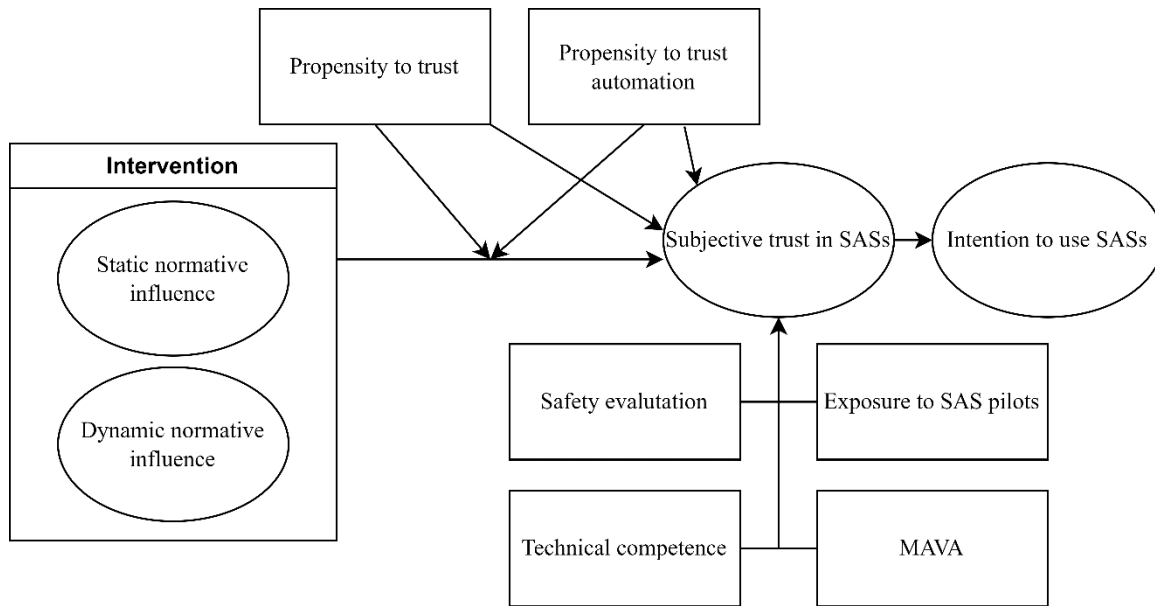 Propensity to trust
Propensity to trust
automation
Intervention
Static normative
influence
Dynamic normative
influence
Subjective trust in SASs
Intention to use SASs
Safety evalutation
Exposure to SAS pilots
Technical competence
MAVA